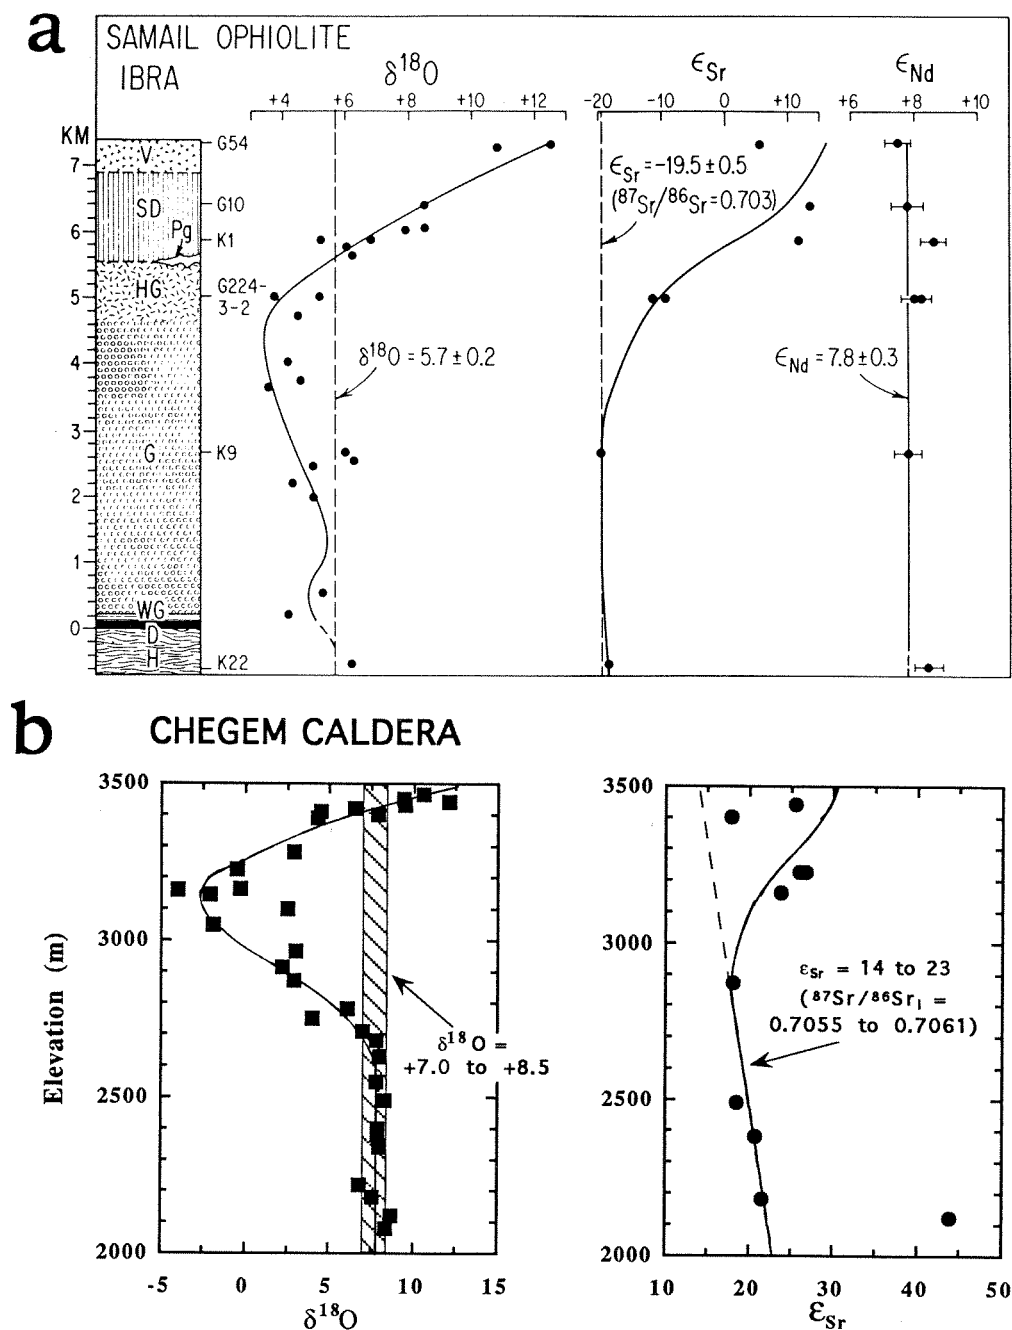 a
SAMAIL OPHIOLITE
IBRA
δ¹⁸O
ϵSr
ϵNd
+4 +6 +8 +10 +12
-20 -10 0 +10
+6 +8 +10
KM
7
6
5
4
3
2
1
0
V
SD
Pg
HG
G
WG
D
H
G54
G10
K1
G224-
3-2
K9
K22
δ¹⁸O = 5.7 ± 0.2
ϵSr = -19.5 ± 0.5
(⁸⁷Sr/⁸⁶Sr = 0.703)
ϵNd = 7.8 ± 0.3
b
CHEGEM CALDERA
Elevation (m)
3500
3000
2500
2000
-5 0 5 10 15
δ¹⁸O
δ¹⁸O =
+7.0 to +8.5
3500
3000
2500
2000
10 20 30 40 50
εSr
εSr = 14 to 23
(⁸⁷Sr/⁸⁶Sri =
0.7055 to 0.7061)